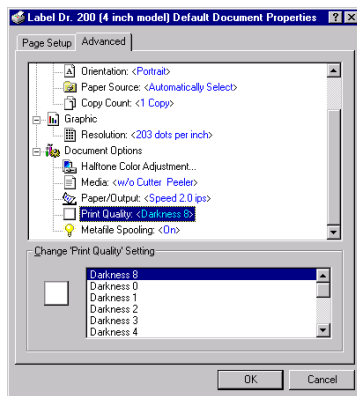 Label Dr. 200 (4 inch model) Default Document Properties
Page Setup Advanced
Orientation: <Portrait>
Paper Source: <Automatically Select>
Copy Count: <1 Copy>
Graphic
Resolution: <203 dots per inch>
Document Options
Halftone Color Adjustment...
Media: <w/o Cutter Peeler>
Paper/Output: <Speed 2.0 ips>
Print Quality: <Darkness 8>
Metafile Spooling: <On>
Change 'Print Quality' Setting
Darkness 8
Darkness 0
Darkness 1
Darkness 2
Darkness 3
Darkness 4
OK Cancel